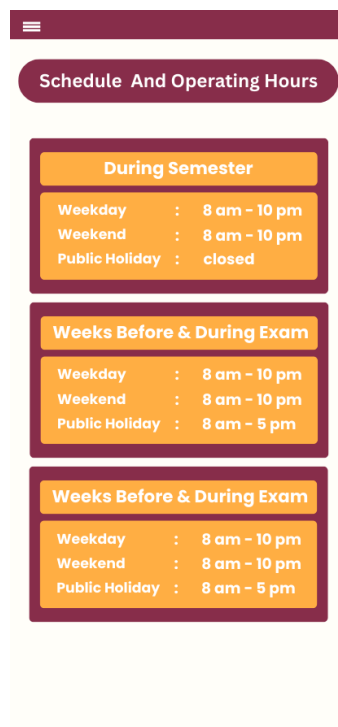 Schedule And Operating Hours
During Semester
Weekday : 8 am - 10 pm
Weekend : 8 am - 10 pm
Public Holiday : closed
Weeks Before & During Exam
Weekday : 8 am - 10 pm
Weekend : 8 am - 10 pm
Public Holiday : 8 am - 5 pm
Weeks Before & During Exam
Weekday : 8 am - 10 pm
Weekend : 8 am - 10 pm
Public Holiday : 8 am - 5 pm